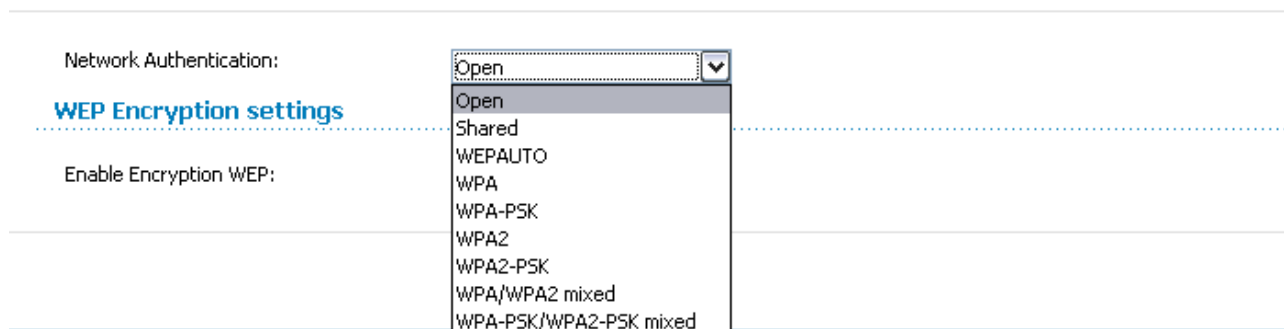 Network Authentication:
Open
WEP Encryption settings
Enable Encryption WEP:
Open
Shared
WEPAUTO
WPA
WPA-PSK
WPA2
WPA2-PSK
WPA/WPA2 mixed
WPA-PSK/WPA2-PSK mixed